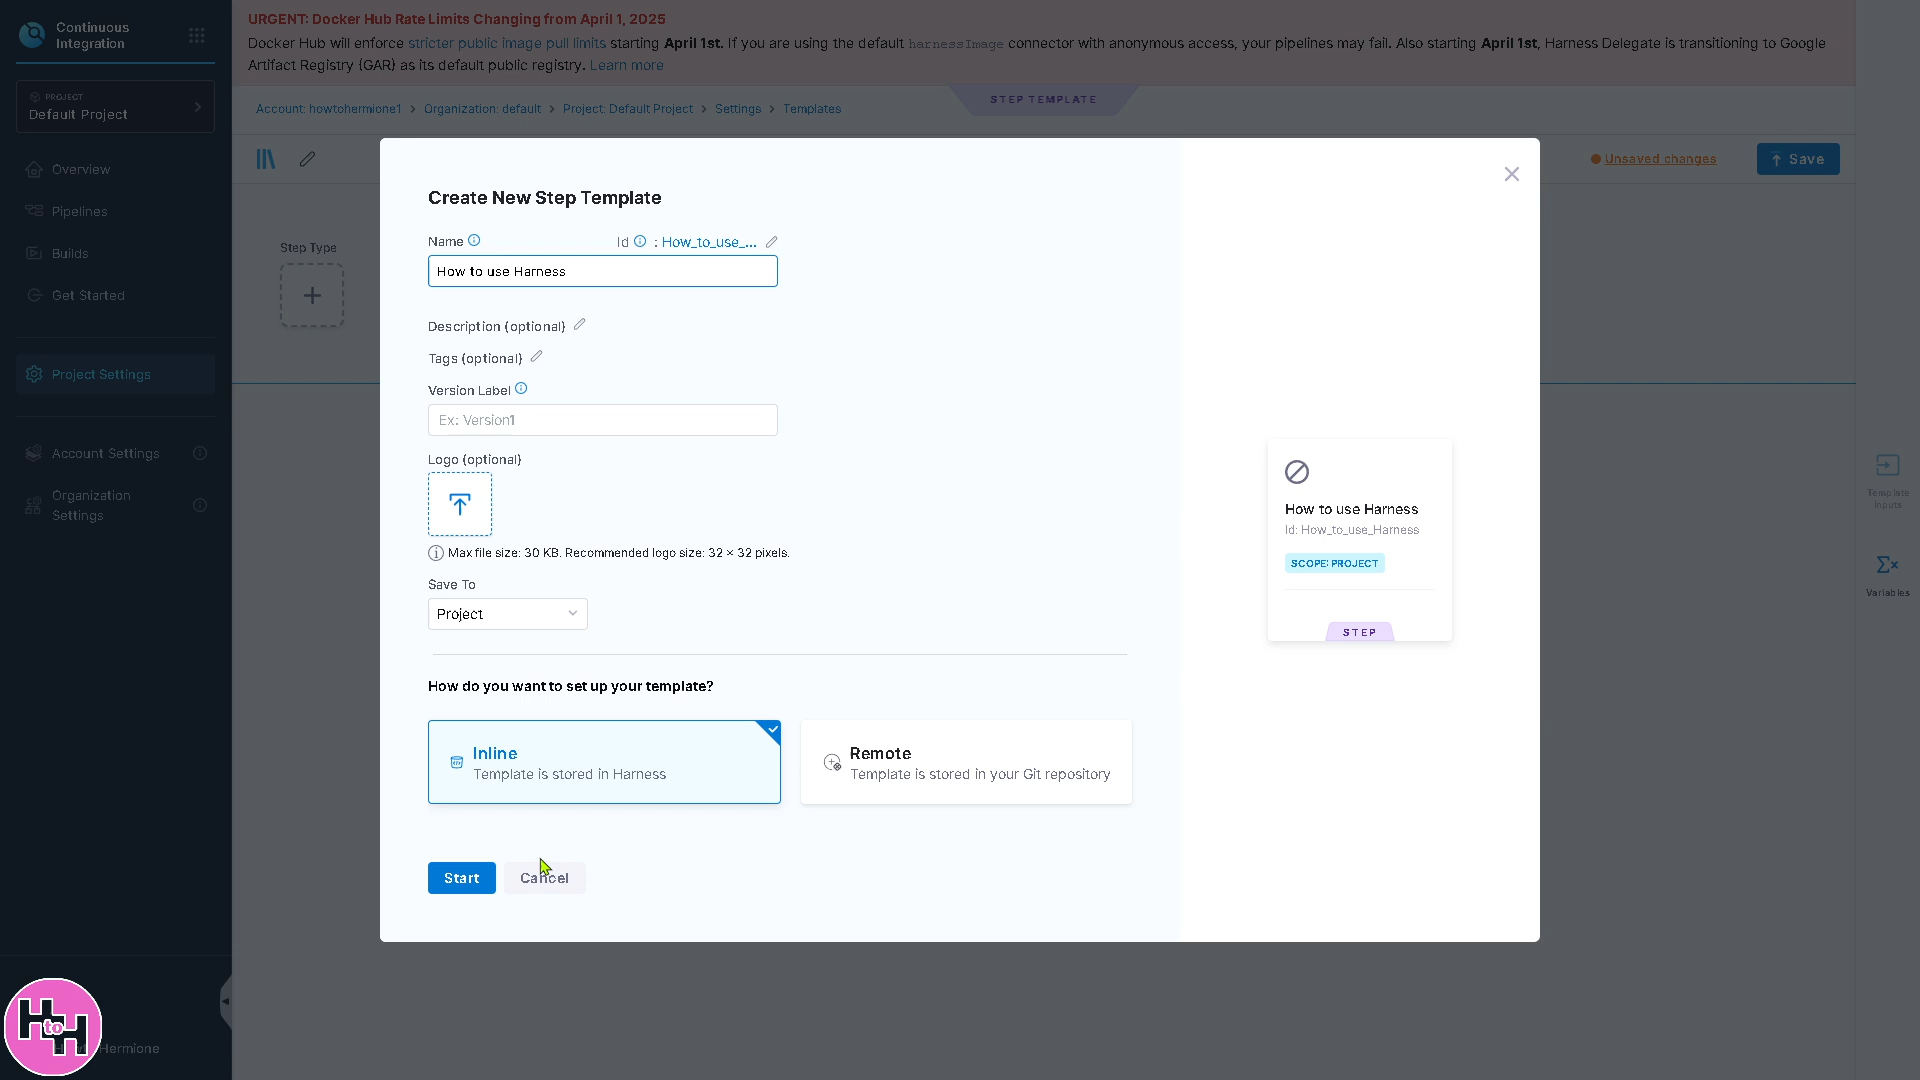 Continuous
Integration
PROJECT
Default Project
Overview
Pipelines
Builds
Get Started
Project Settings
Account Settings
Organization
Settings
Hermione
URGENT: Docker Hub Rate Limits Changing from April 1, 2025
Docker Hub will enforce stricter public image pull limits starting April 1st. If you are using the default harnessImage connector with anonymous access, your pipelines may fail. Also starting April 1st, Harness Delegate is transitioning to Google
Artifact Registry (GAR) as its default public registry. Learn more
Account: howtohermione1 > Organization: default > Project: Default Project > Settings > Templates
STEP TEMPLATE
Unsaved changes
Save
Step Type
Template
Inputs
Variables
Create New Step Template
Name
Id : How_to_use_...
How to use Harness
Description (optional)
Tags (optional)
Version Label
Ex: Version1
Logo (optional)
Max file size: 30 KB. Recommended logo size: 32 × 32 pixels.
Save To
Project
How do you want to set up your template?
Inline
Template is stored in Harness
Remote
Template is stored in your Git repository
Start
Cancel
How to use Harness
Id: How_to_use_Harness
SCOPE: PROJECT
STEP
H to H